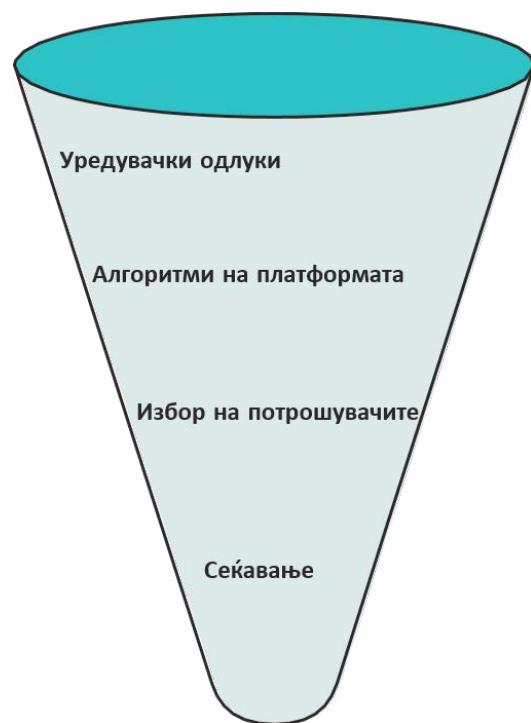 Уредувачки одлуки
Алгоритми на платформата
Избор на потрошувачите
Сеќавање